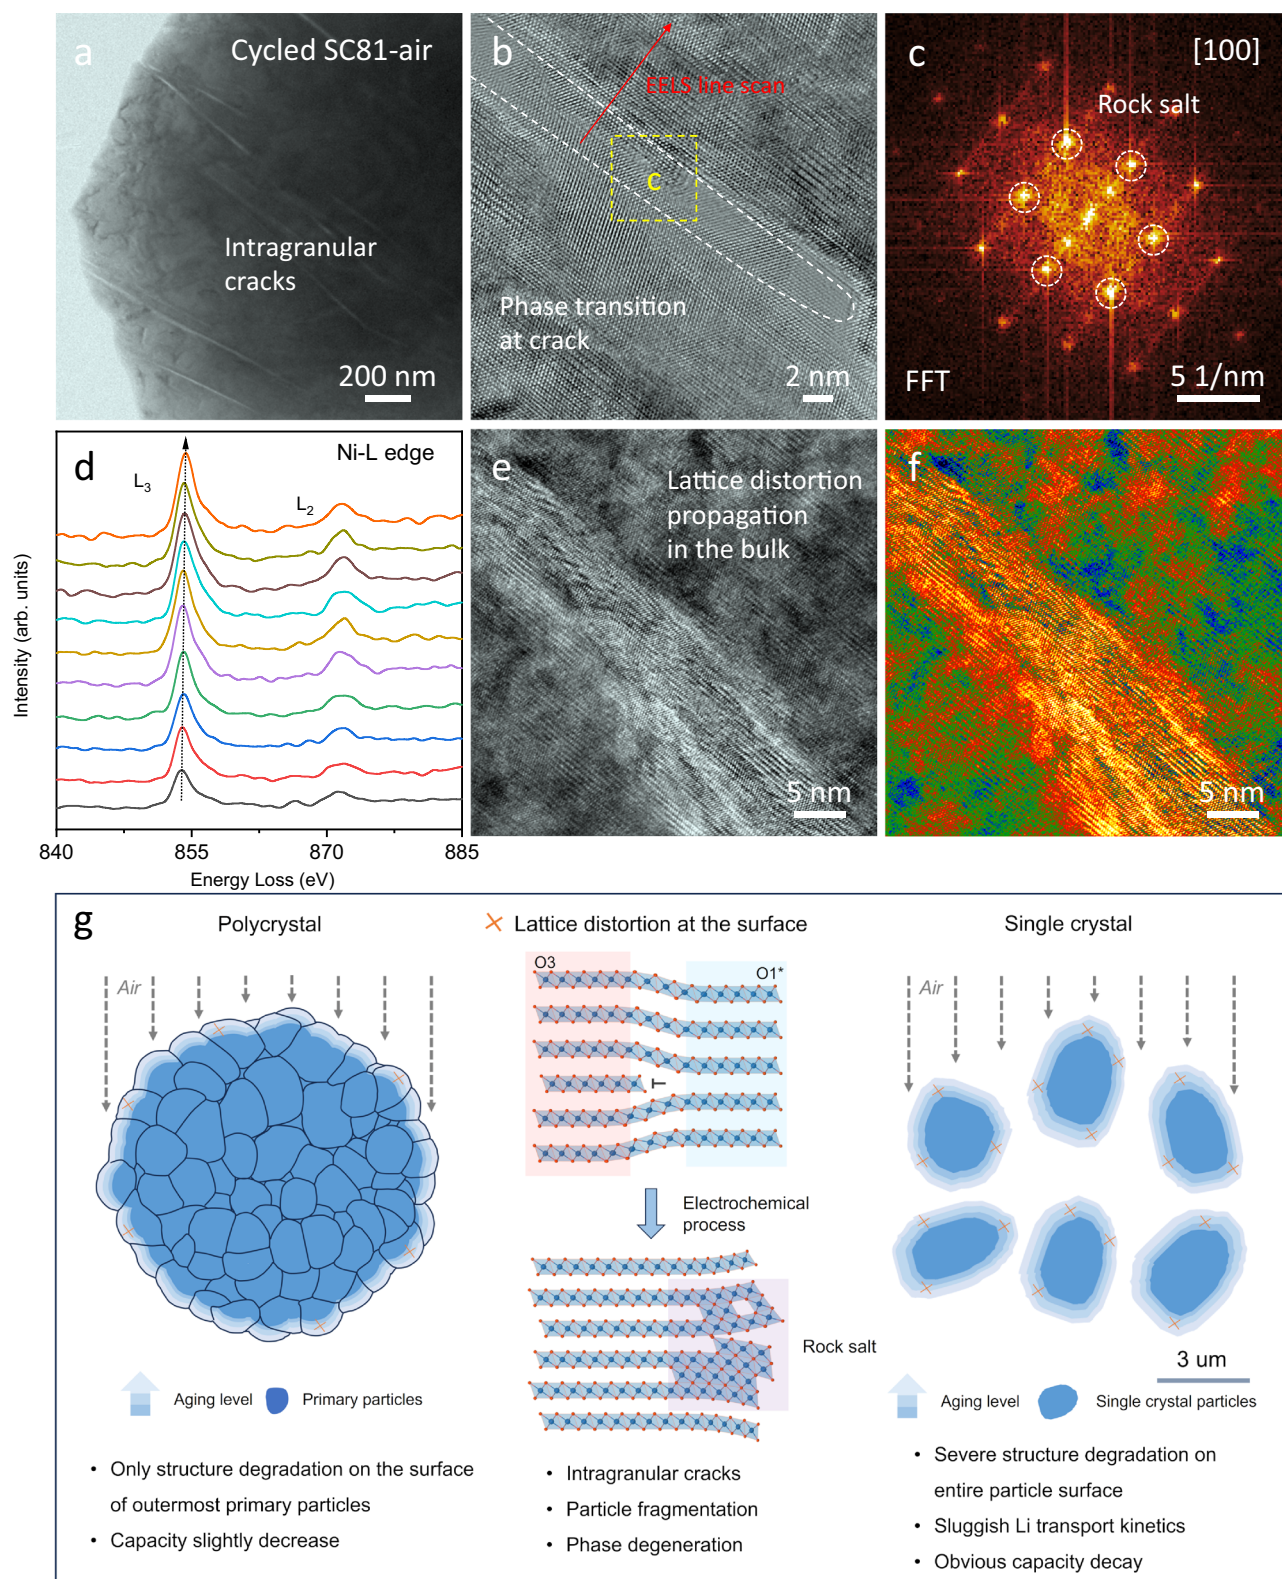 a
Cycled SC81-air
Intragranular
cracks
200 nm
b
EELS line scan
c
Phase transition
at crack
2 nm
c
[100]
Rock salt
FFT
5 1/nm
d
Ni-L edge
L3
L2
Intensity (arb. units)
840
855
870
885
Energy Loss (eV)
e
Lattice distortion
propagation
in the bulk
5 nm
f
5 nm
g
Polycrystal
Lattice distortion at the surface
Single crystal
Air
O3
O1*
T
Air
Electrochemical
process
Rock salt
3 um
Aging level
Primary particles
Aging level
Single crystal particles
• Only structure degradation on the surface
of outermost primary particles
• Capacity slightly decrease
• Intragranular cracks
• Particle fragmentation
• Phase degeneration
• Severe structure degradation on
entire particle surface
• Sluggish Li transport kinetics
• Obvious capacity decay